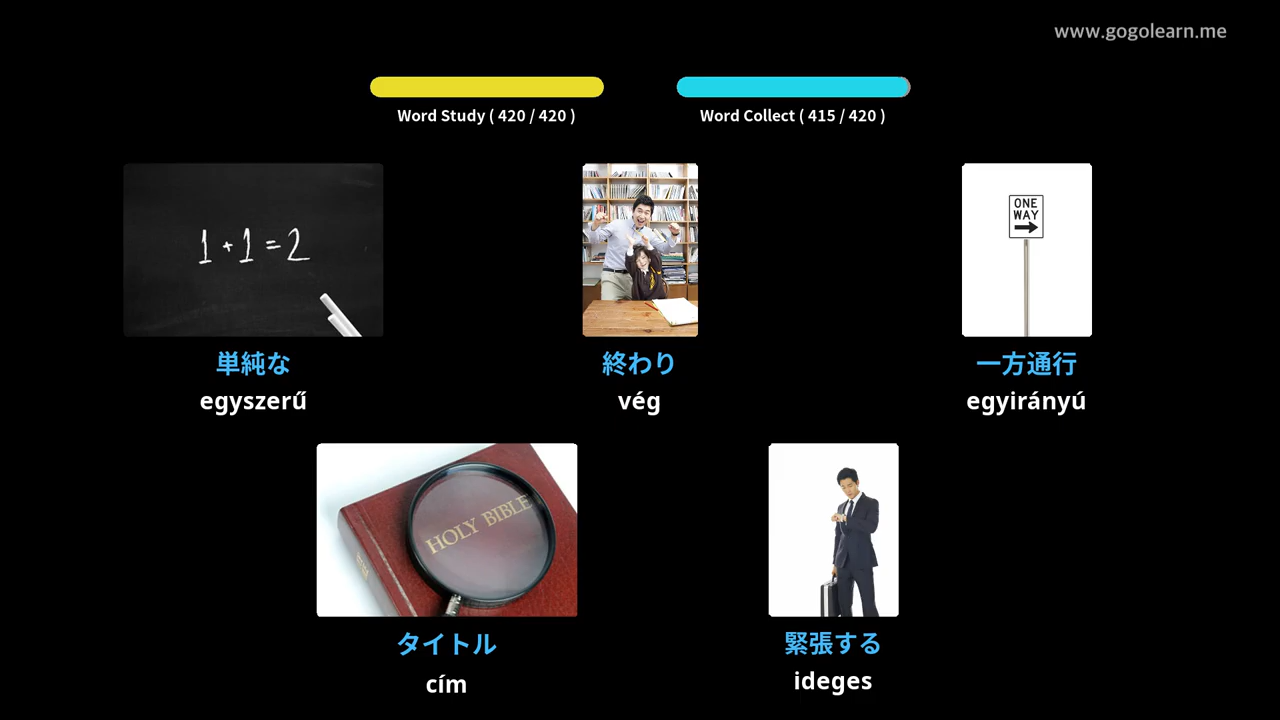 www.gogolearn.me
Word Study ( 420 / 420 )
Word Collect ( 415 / 420 )
1 + 1 = 2
ONE
WAY
単純な
終わり
一方通行
egyszerű
vég
egyirányú
HOLY BIBLE
タイトル
緊張する
cím
ideges